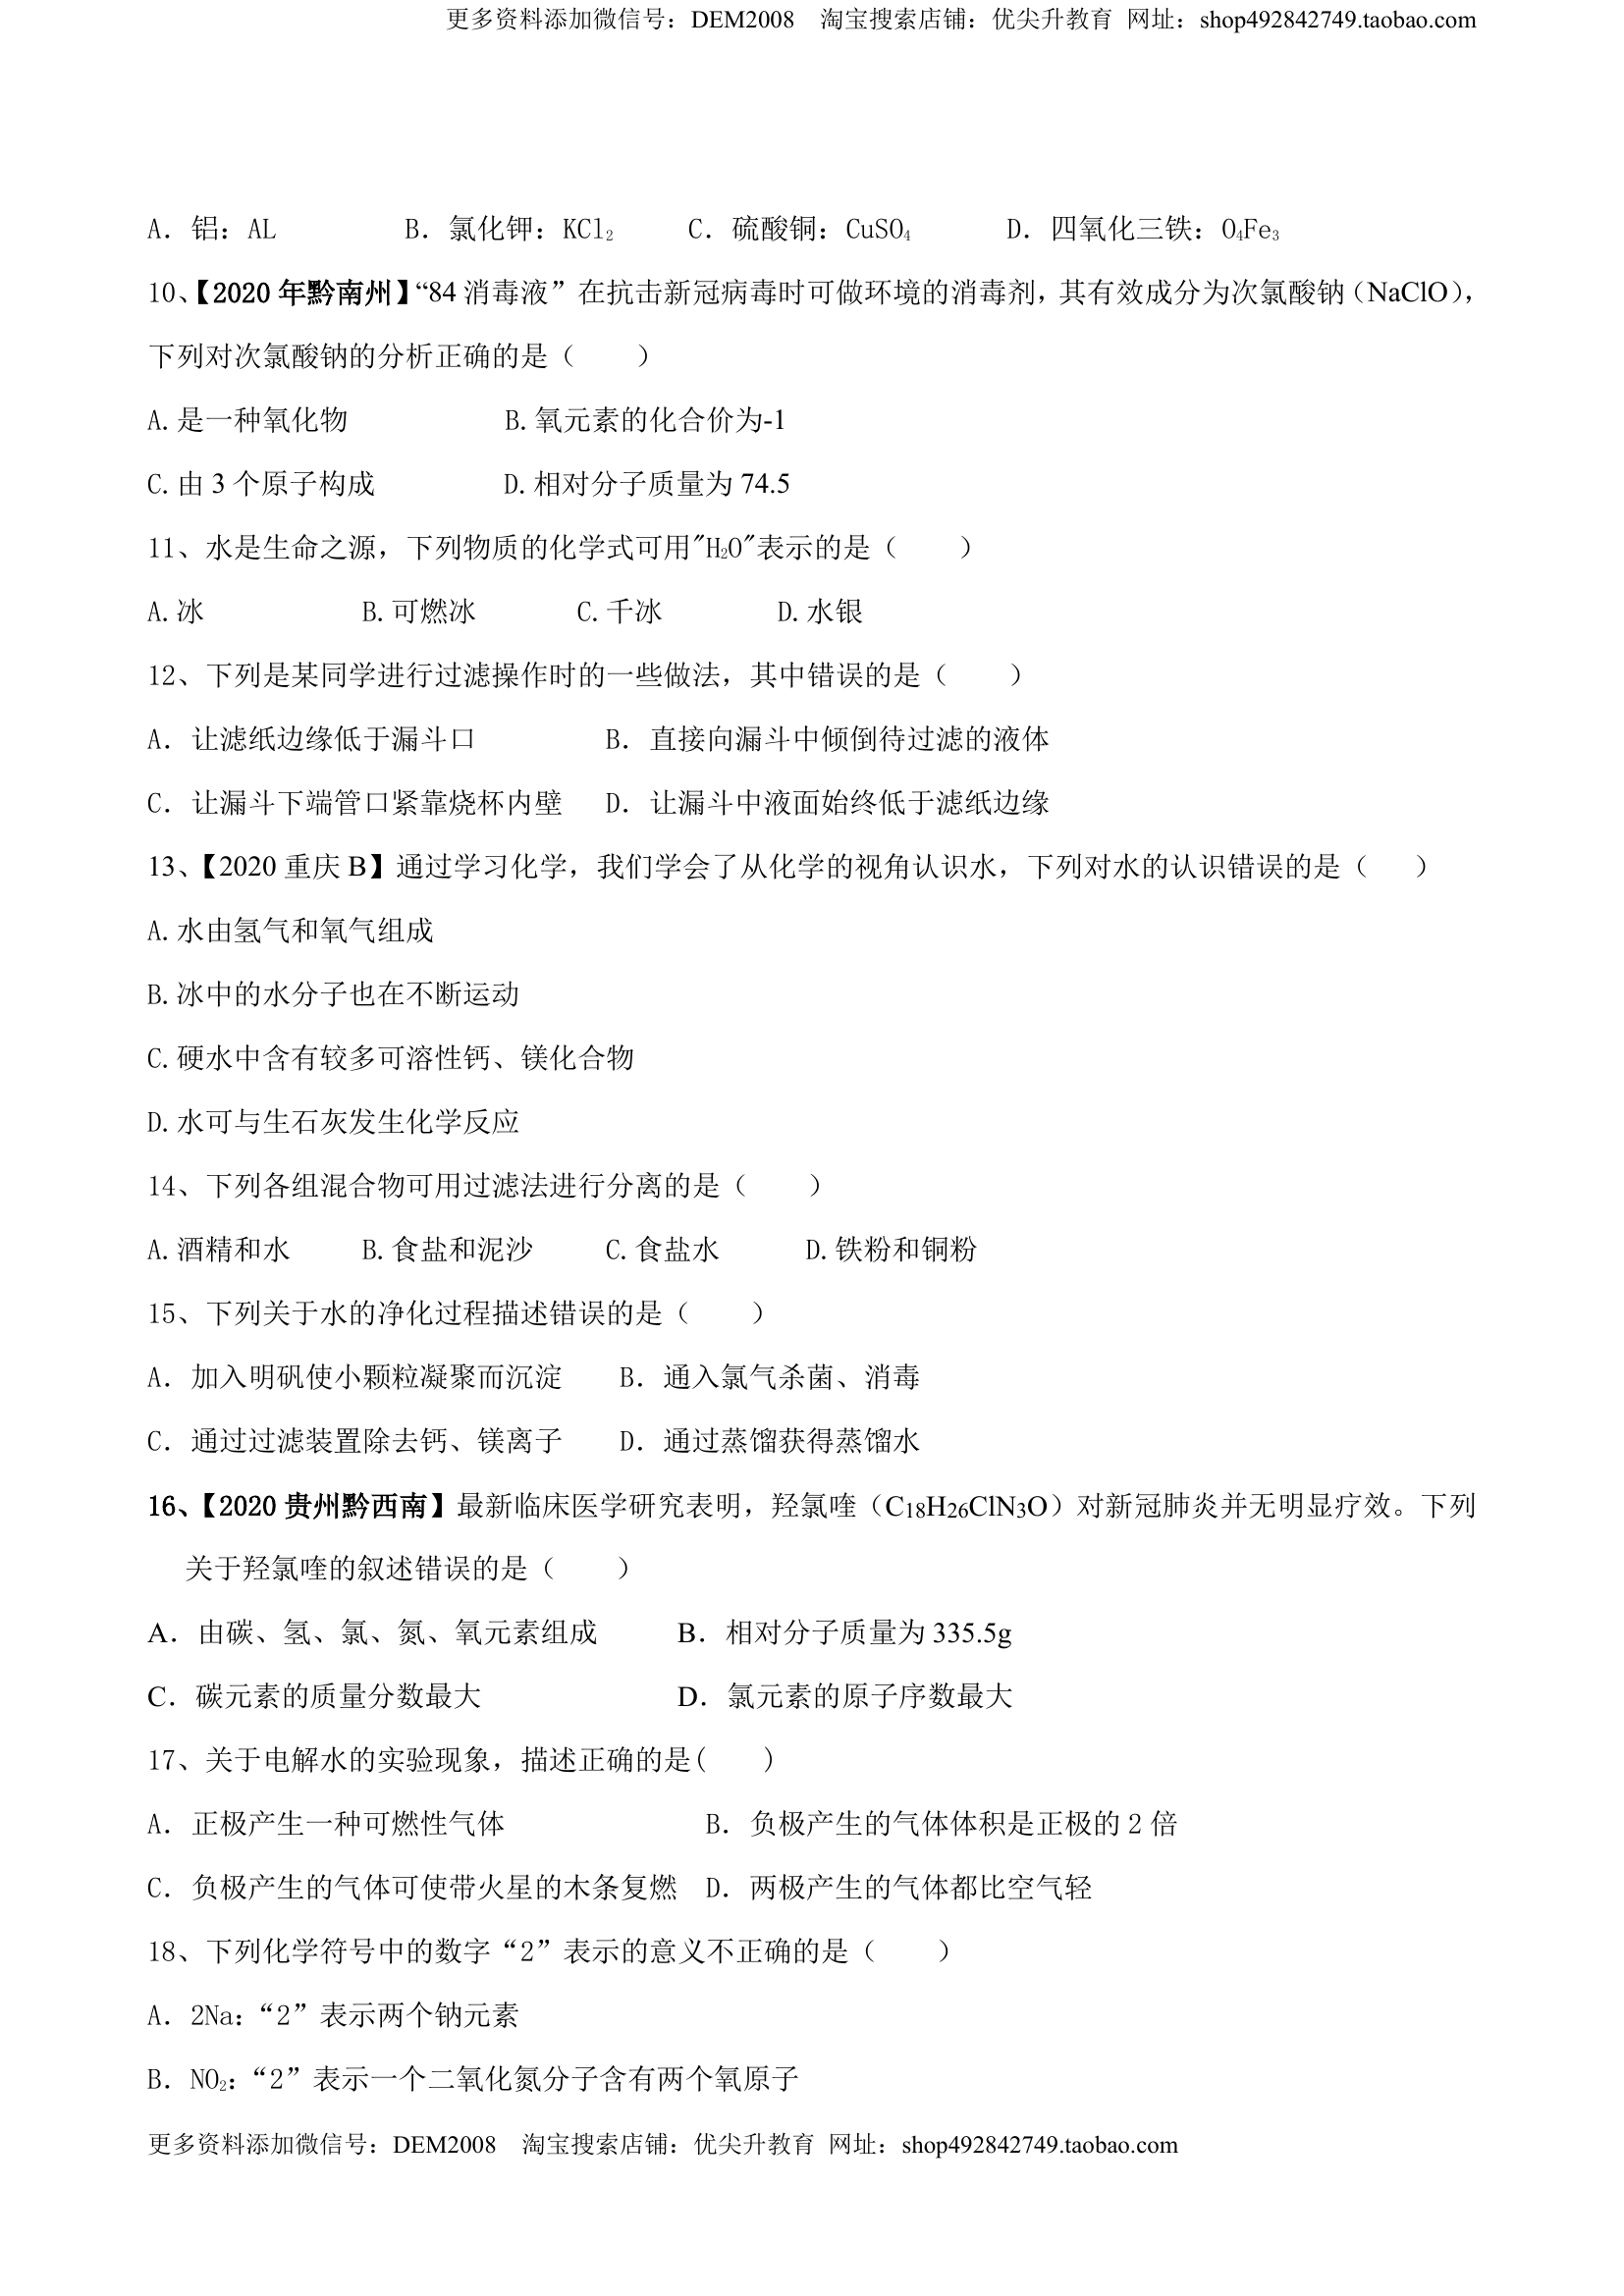 更多资料添加微信号：DEM2008 淘宝搜索店铺：优尖升教育 网址：shop492842749.taobao.com
A．铝：AL B．氯化钾：KCl₂ C．硫酸铜：CuSO₄ D．四氧化三铁：O₄Fe₃
10、【2020 年黔南州】“84 消毒液”在抗击新冠病毒时可做环境的消毒剂，其有效成分为次氯酸钠（NaClO），
下列对次氯酸钠的分析正确的是（ ）
A.是一种氧化物 B.氧元素的化合价为-1
C.由 3 个原子构成 D.相对分子质量为 74.5
11、水是生命之源，下列物质的化学式可用"H₂O"表示的是（ ）
A.冰 B.可燃冰 C.千冰 D.水银
12、下列是某同学进行过滤操作时的一些做法，其中错误的是（ ）
A．让滤纸边缘低于漏斗口 B．直接向漏斗中倾倒待过滤的液体
C．让漏斗下端管口紧靠烧杯内壁 D．让漏斗中液面始终低于滤纸边缘
13、【2020 重庆 B】通过学习化学，我们学会了从化学的视角认识水，下列对水的认识错误的是（ ）
A.水由氢气和氧气组成
B.冰中的水分子也在不断运动
C.硬水中含有较多可溶性钙、镁化合物
D.水可与生石灰发生化学反应
14、下列各组混合物可用过滤法进行分离的是（ ）
A.酒精和水 B.食盐和泥沙 C.食盐水 D.铁粉和铜粉
15、下列关于水的净化过程描述错误的是（ ）
A．加入明矾使小颗粒凝聚而沉淀 B．通入氯气杀菌、消毒
C．通过过滤装置除去钙、镁离子 D．通过蒸馏获得蒸馏水
16、【2020 贵州黔西南】最新临床医学研究表明，羟氯喹（C₁₈H₂₆ClN₃O）对新冠肺炎并无明显疗效。下列
关于羟氯喹的叙述错误的是（ ）
A．由碳、氢、氯、氮、氧元素组成 B．相对分子质量为 335.5g
C．碳元素的质量分数最大 D．氯元素的原子序数最大
17、关于电解水的实验现象，描述正确的是( )
A．正极产生一种可燃性气体 B．负极产生的气体体积是正极的 2 倍
C．负极产生的气体可使带火星的木条复燃 D．两极产生的气体都比空气轻
18、下列化学符号中的数字“2”表示的意义不正确的是（ ）
A．2Na：“2”表示两个钠元素
B．NO₂：“2”表示一个二氧化氮分子含有两个氧原子
更多资料添加微信号：DEM2008 淘宝搜索店铺：优尖升教育 网址：shop492842749.taobao.com